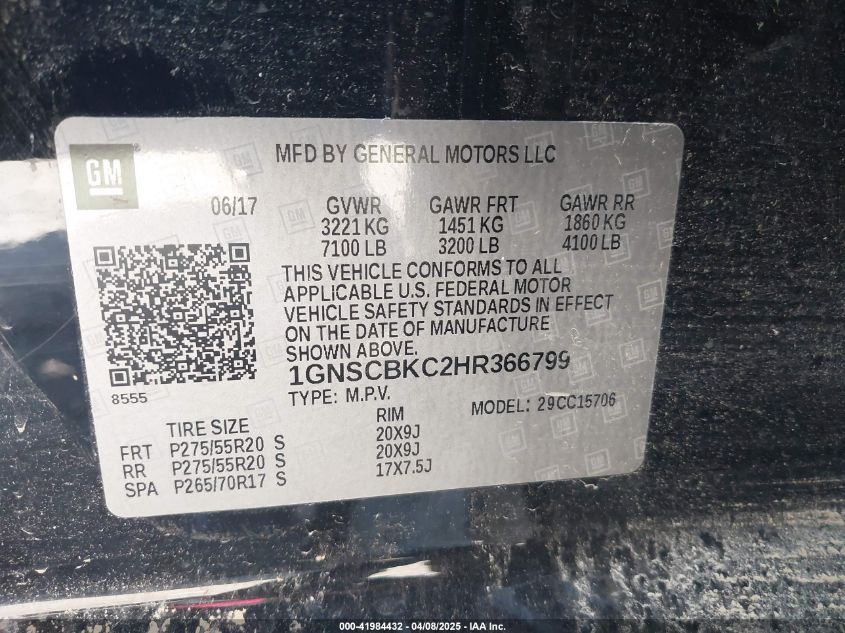 GM
MFD BY GENERAL MOTORS LLC
06/17 GVWR GAWR FRT GAWR RR
3221 KG 1451 KG 1860 KG
7100 LB 3200 LB 4100 LB
THIS VEHICLE CONFORMS TO ALL
APPLICABLE U.S. FEDERAL MOTOR
VEHICLE SAFETY STANDARDS IN EFFECT
ON THE DATE OF MANUFACTURE
SHOWN ABOVE.
1GNSCBKC2HR366799
8555
TYPE: M.P.V.
MODEL: 29CC15706
TIRE SIZE RIM
FRT P275/55R20 S 20X9J
RR P275/55R20 S 20X9J
SPA P265/70R17 S 17X7.5J
000-41984432 - 04/08/2025 - IAA Inc.